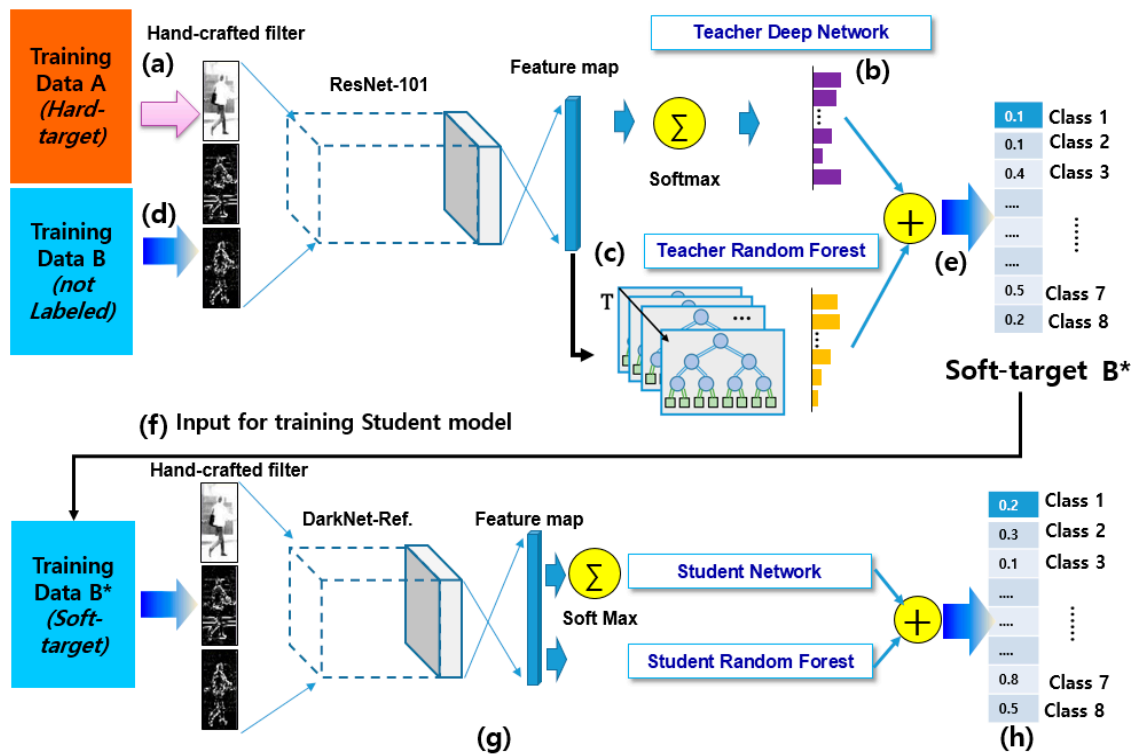 Training
Data A
(Hard-
target)
(a)
Hand-crafted filter
ResNet-101
Feature map
Teacher Deep Network
(b)
∑
Softmax
...
0.1 Class 1
0.1 Class 2
0.4 Class 3
....
....
....
......
0.5 Class 7
0.2 Class 8
+
(e)
Training
Data B
(not
Labeled)
(d)
(c)
Teacher Random Forest
T
...
...
Soft-target B*
(f) Input for training Student model
Training
Data B*
(Soft-
target)
Hand-crafted filter
DarkNet-Ref.
Feature map
∑
Soft Max
Student Network
Student Random Forest
+
0.2 Class 1
0.3 Class 2
0.1 Class 3
....
....
....
......
0.8 Class 7
0.5 Class 8
(g)
(h)